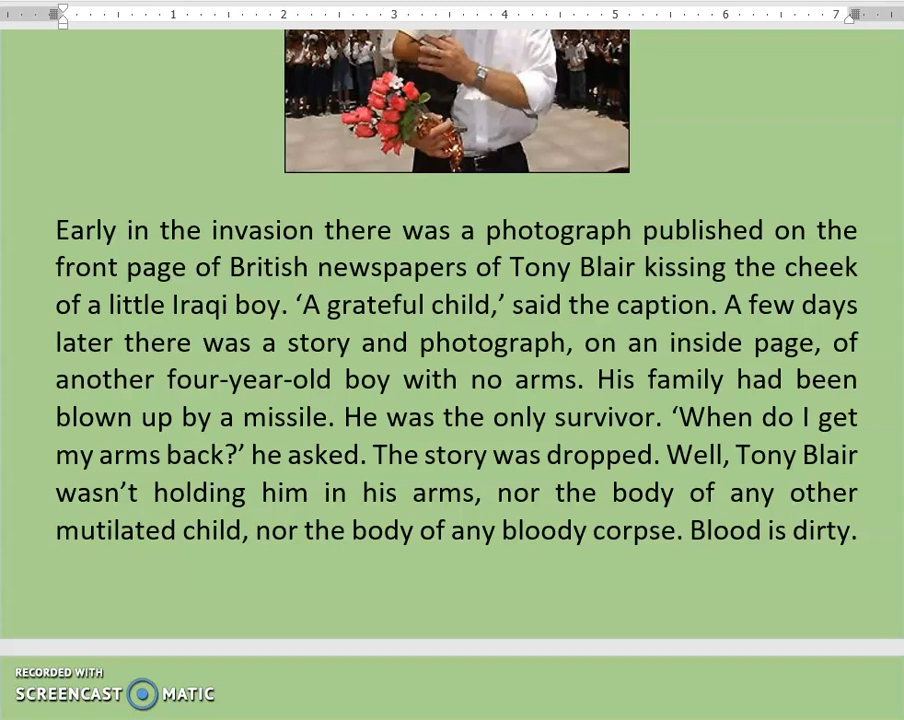 1 2 3 4 5 6 7
Early in the invasion there was a photograph published on the
front page of British newspapers of Tony Blair kissing the cheek
of a little Iraqi boy. ‘A grateful child,’ said the caption. A few days
later there was a story and photograph, on an inside page, of
another four-year-old boy with no arms. His family had been
blown up by a missile. He was the only survivor. ‘When do I get
my arms back?’ he asked. The story was dropped. Well, Tony Blair
wasn’t holding him in his arms, nor the body of any other
mutilated child, nor the body of any bloody corpse. Blood is dirty.
RECORDED WITH
SCREENCAST MATIC